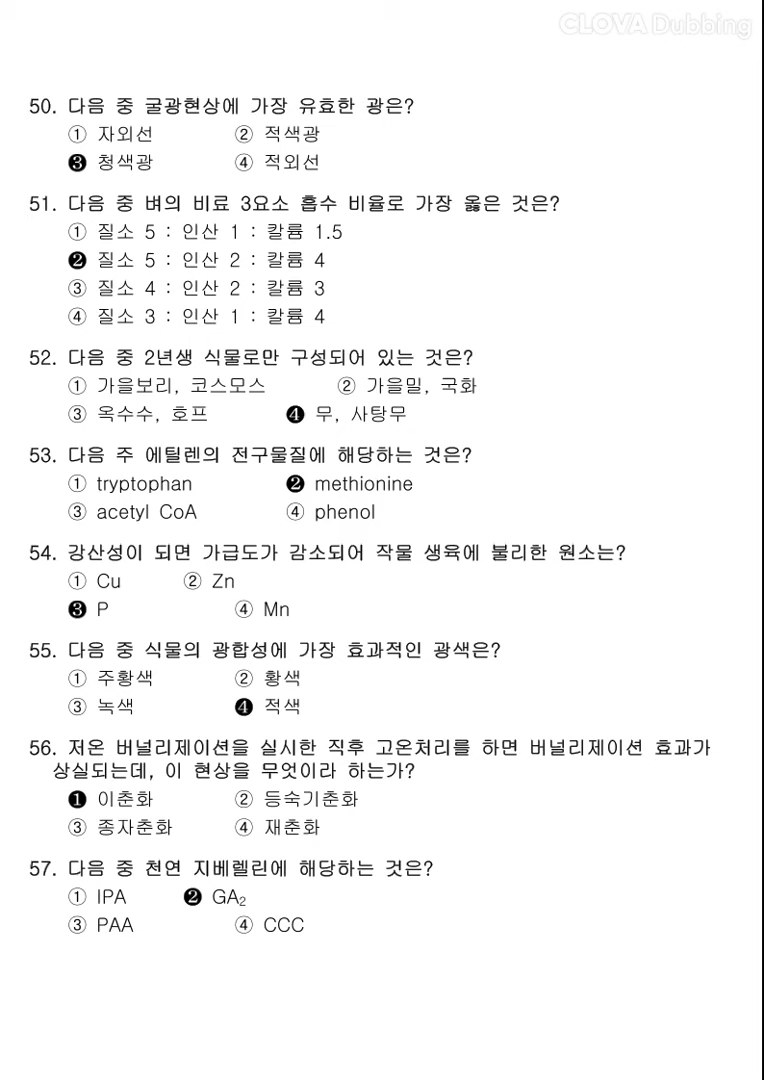 CLOVA Dubbing
50. 다음 중 굴광현상에 가장 유효한 광은?
① 자외선 ② 적색광
❸ 청색광 ④ 적외선
51. 다음 중 벼의 비료 3요소 흡수 비율로 가장 옳은 것은?
① 질소 5 : 인산 1 : 칼륨 1.5
❷ 질소 5 : 인산 2 : 칼륨 4
③ 질소 4 : 인산 2 : 칼륨 3
④ 질소 3 : 인산 1 : 칼륨 4
52. 다음 중 2년생 식물로만 구성되어 있는 것은?
① 가을보리, 코스모스 ② 가을밀, 국화
③ 옥수수, 호프 ❹ 무, 사탕무
53. 다음 주 에틸렌의 전구물질에 해당하는 것은?
① tryptophan ❷ methionine
③ acetyl CoA ④ phenol
54. 강산성이 되면 가급도가 감소되어 작물 생육에 불리한 원소는?
① Cu ② Zn
❸ P ④ Mn
55. 다음 중 식물의 광합성에 가장 효과적인 광색은?
① 주황색 ② 황색
③ 녹색 ❹ 적색
56. 저온 버널리제이션을 실시한 직후 고온처리를 하면 버널리제이션 효과가
상실되는데, 이 현상을 무엇이라 하는가?
❶ 이춘화 ② 등숙기춘화
③ 종자춘화 ④ 재춘화
57. 다음 중 천연 지베렐린에 해당하는 것은?
① IPA ❷ GA₂
③ PAA ④ CCC